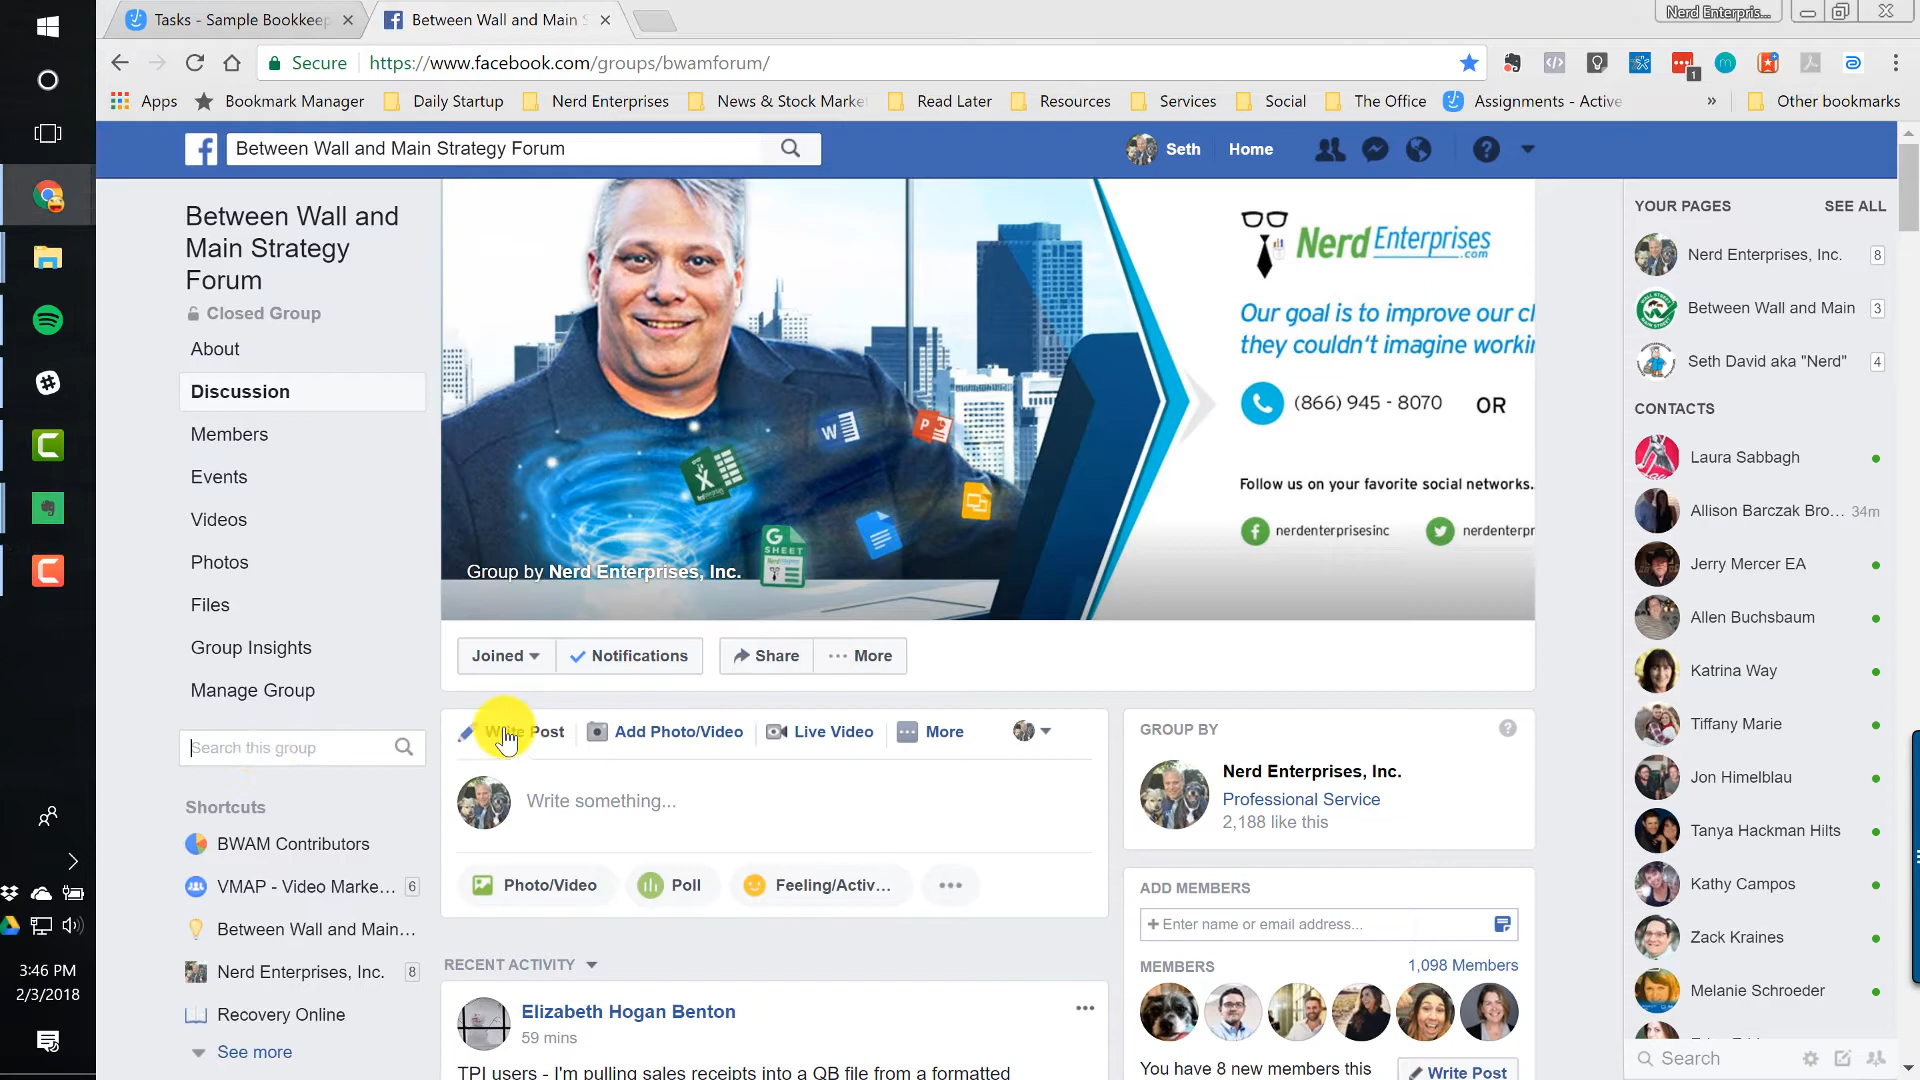 Tasks - Sample Bookkeep
Between Wall and Main S
Nerd Enterpris...
Secure
https://www.facebook.com/groups/bwamforum/
1
Apps
Bookmark Manager
Daily Startup
Nerd Enterprises
News & Stock Marke
Read Later
Resources
Services
Social
The Office
Assignments - Active
»
Other bookmarks
Between Wall and Main Strategy Forum
Seth
Home
Between Wall and
Main Strategy
Forum
Closed Group
About
Discussion
Members
Events
Videos
Photos
Files
Group Insights
Manage Group
Search this group
Shortcuts
BWAM Contributors
VMAP - Video Marke... 6
Between Wall and Main...
Nerd Enterprises, Inc. 8
Recovery Online
See more
Nerd Enterprises
.com
Our goal is to improve our cl
they couldn't imagine workin
(866) 945 - 8070 OR
Follow us on your favorite social networks..
nerdenterprisesinc
nerdenterpr
G
SHEET
Group by Nerd Enterprises, Inc.
Joined
Notifications
Share
More
Write Post
Add Photo/Video
Live Video
More
Write something...
Photo/Video
Poll
Feeling/Activ...
RECENT ACTIVITY
Elizabeth Hogan Benton
59 mins
TPI users - I'm pulling sales receipts into a QB file from a formatted
GROUP BY
Nerd Enterprises, Inc.
Professional Service
2,188 like this
ADD MEMBERS
+ Enter name or email address...
MEMBERS
1,098 Members
You have 8 new members this
Write Post
YOUR PAGES
SEE ALL
Nerd Enterprises, Inc. 8
Between Wall and Main 3
Seth David aka "Nerd" 4
CONTACTS
Laura Sabbagh
Allison Barczak Bro... 34m
Jerry Mercer EA
Allen Buchsbaum
Katrina Way
Tiffany Marie
Jon Himelblau
Tanya Hackman Hilts
Kathy Campos
Zack Kraines
Melanie Schroeder
Search
3:46 PM
2/3/2018